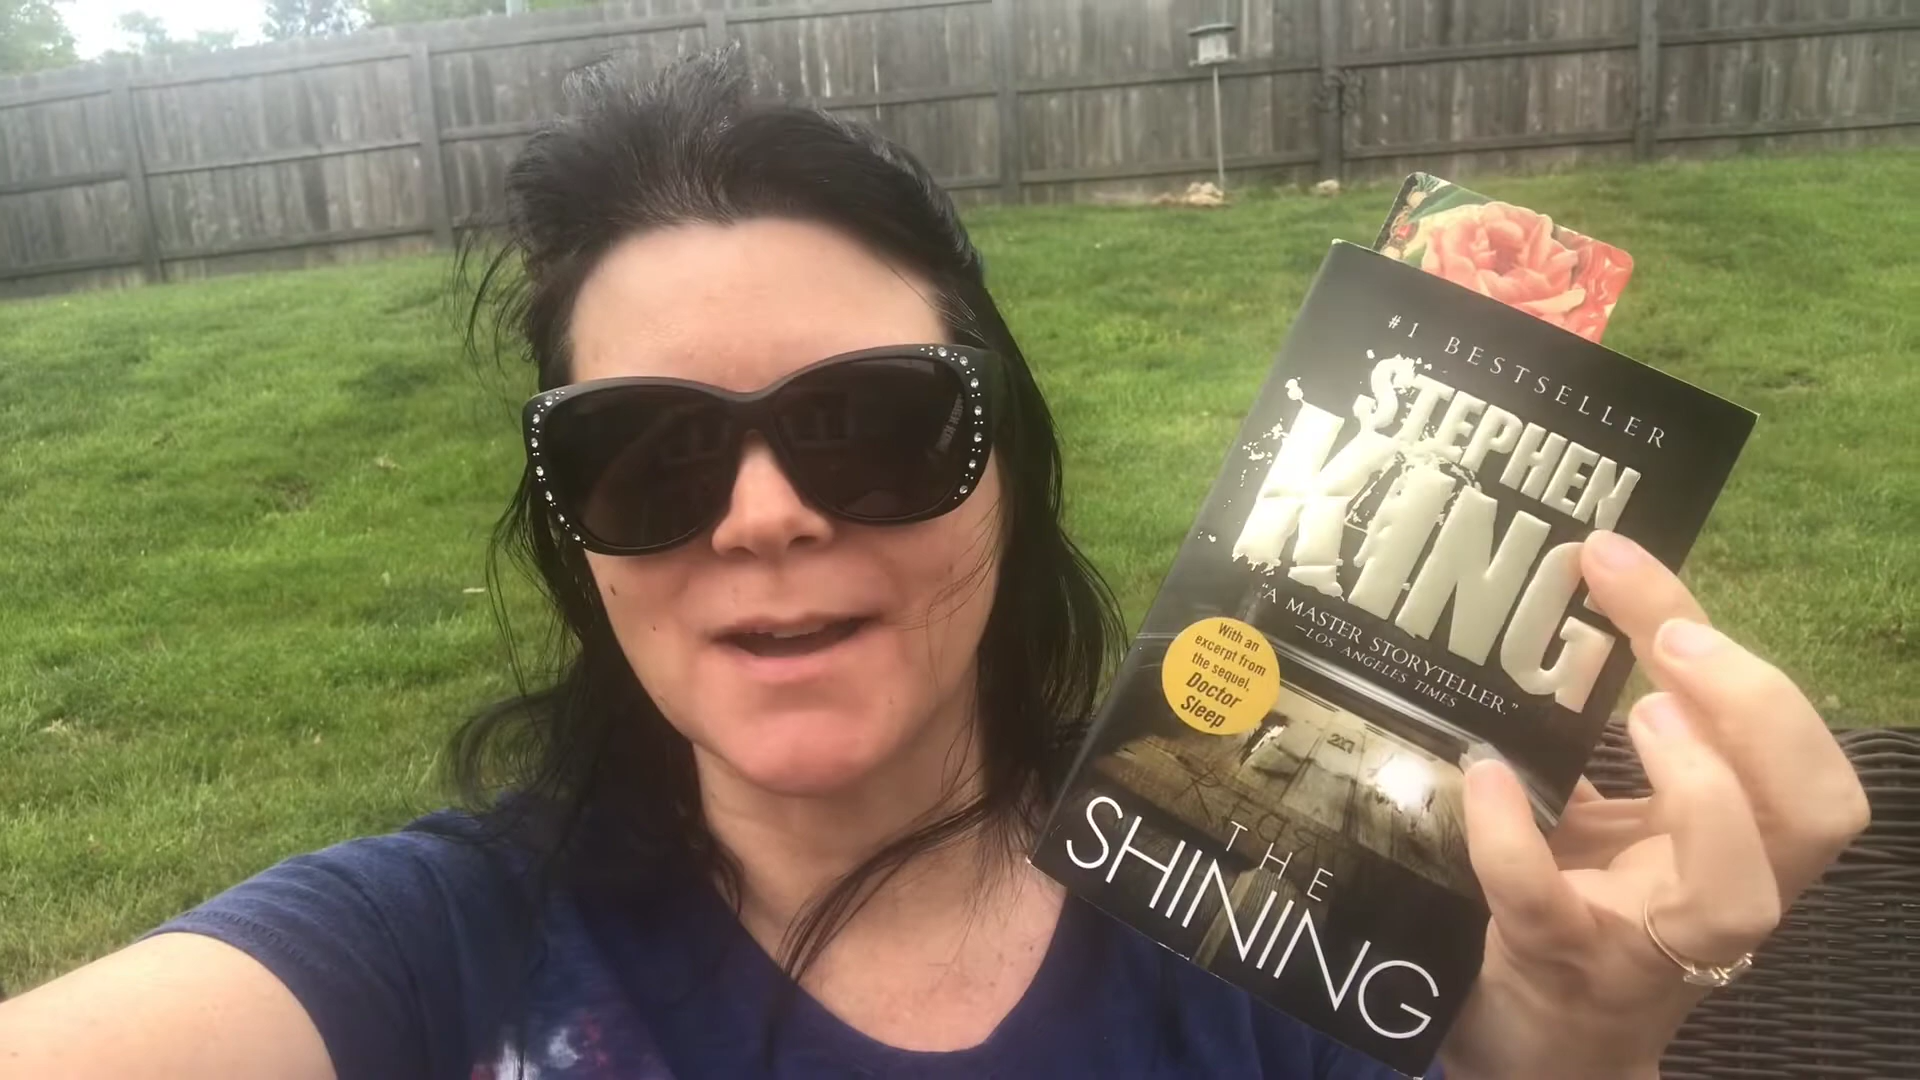 #1 BESTSELLER
STEPHEN
KING
"A MASTER STORYTELLER."
—LOS ANGELES TIMES
With an
excerpt from
the sequel,
Doctor
Sleep
217
THE
SHINING